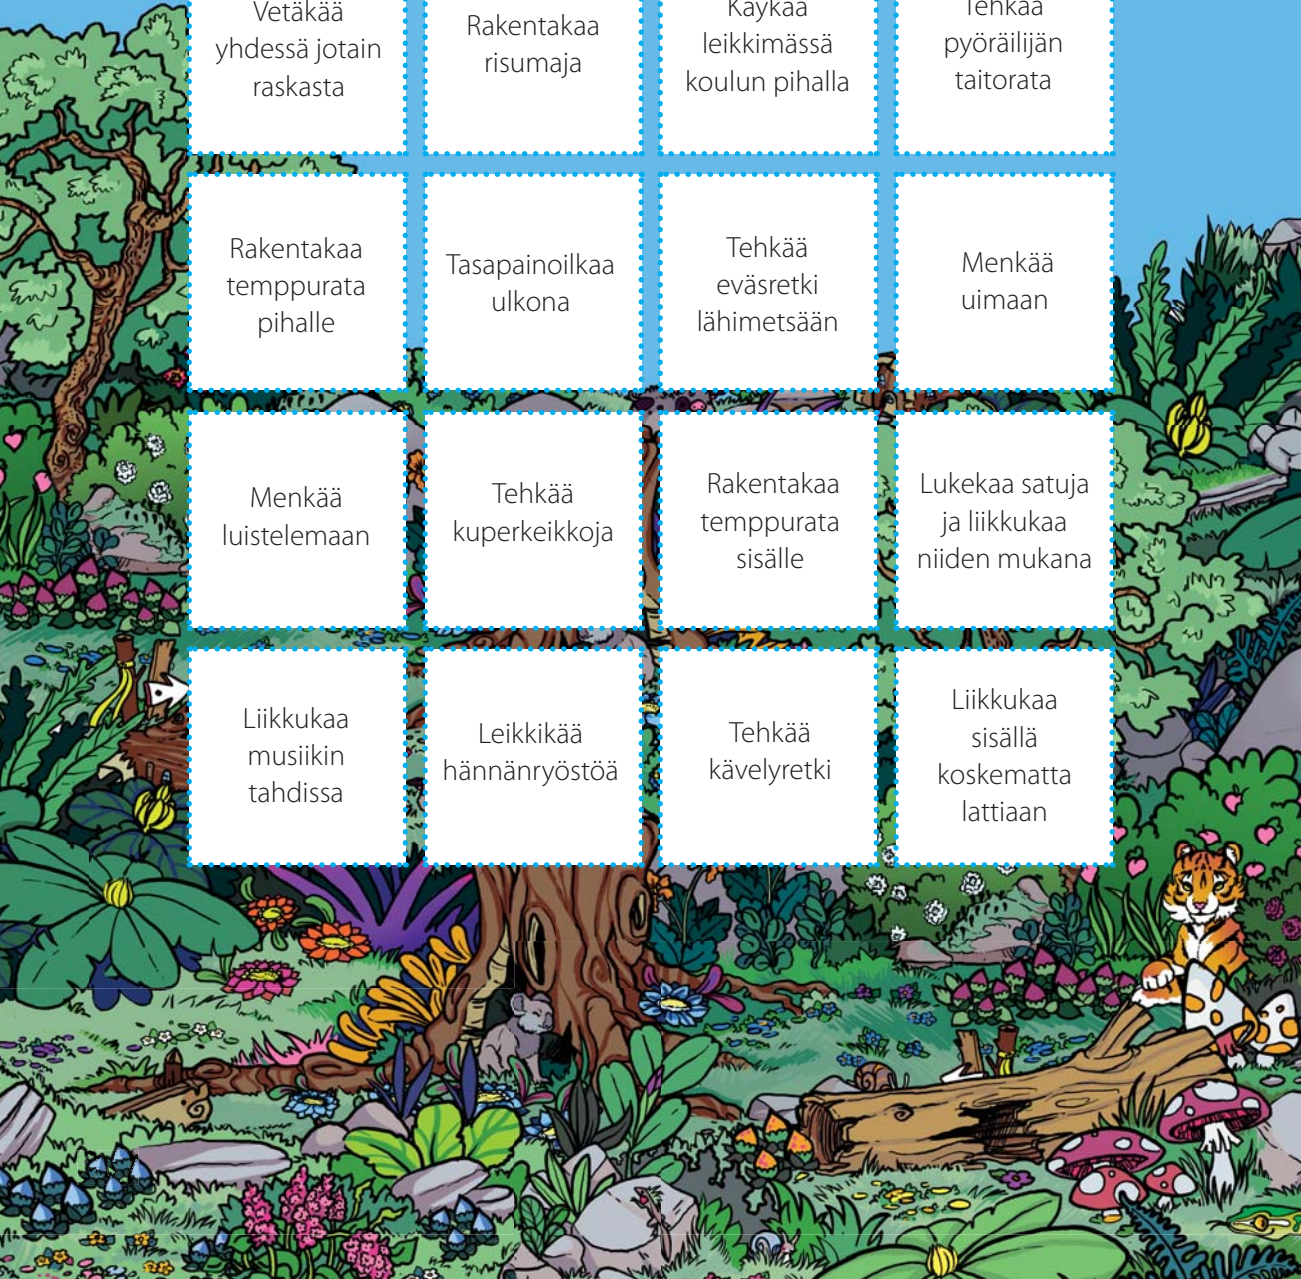 Vetäkää
yhdessä jotain
raskasta
Rakentakaa
risumaja
Käykää
leikkimässä
koulun pihalla
Tehkää
pyöräilijän
taitorata
Rakentakaa
temppurata
pihalle
Tasapainoilkaa
ulkona
Tehkää
eväsretki
lähimetsään
Menkää
uimaan
Menkää
luistelemaan
Tehkää
kuperkeikkoja
Rakentakaa
temppurata
sisälle
Lukekaa satuja
ja liikkukaa
niiden mukana
Liikkukaa
musiikin
tahdissa
Leikkikää
hännänryöstöä
Tehkää
kävelyretki
Liikkukaa
sisällä
koskematta
lattiaan